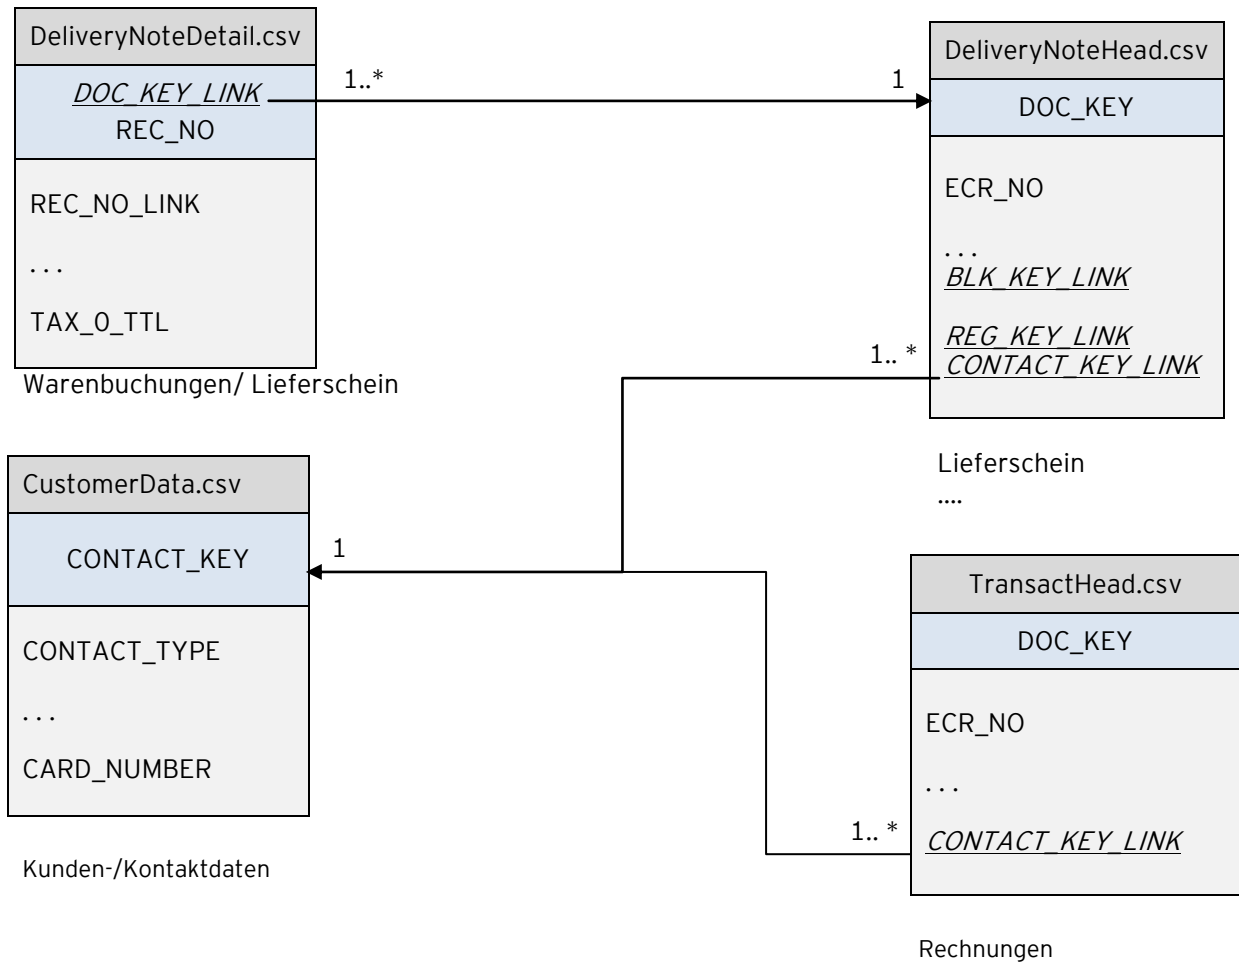 DeliveryNoteDetail.csv
DOC_KEY_LINK
REC_NO
REC_NO_LINK
. . .
TAX_0_TTL
Warenbuchungen/ Lieferschein
1..*
1
DeliveryNoteHead.csv
DOC_KEY
ECR_NO
. . .
BLK_KEY_LINK
REG_KEY_LINK
CONTACT_KEY_LINK
1.. *
Lieferschein
....
CustomerData.csv
CONTACT_KEY
1
CONTACT_TYPE
. . .
CARD_NUMBER
Kunden-/Kontaktdaten
TransactHead.csv
DOC_KEY
ECR_NO
. . .
1.. *
CONTACT_KEY_LINK
Rechnungen